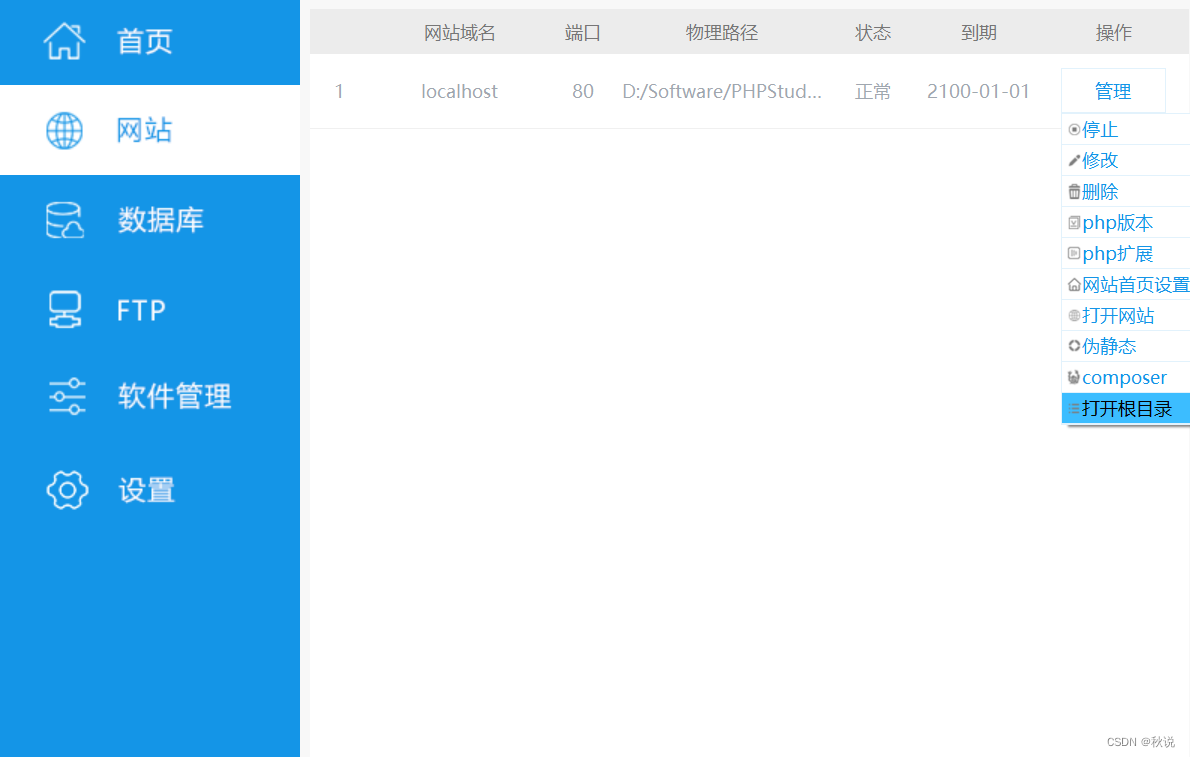 首页
网站
数据库
FTP
软件管理
设置
网站域名 端口 物理路径 状态 到期 操作
1 localhost 80 D:/Software/PHPStud... 正常 2100-01-01 管理
停止
修改
删除
php版本
php扩展
网站首页设置
打开网站
伪静态
composer
打开根目录
CSDN @秋说